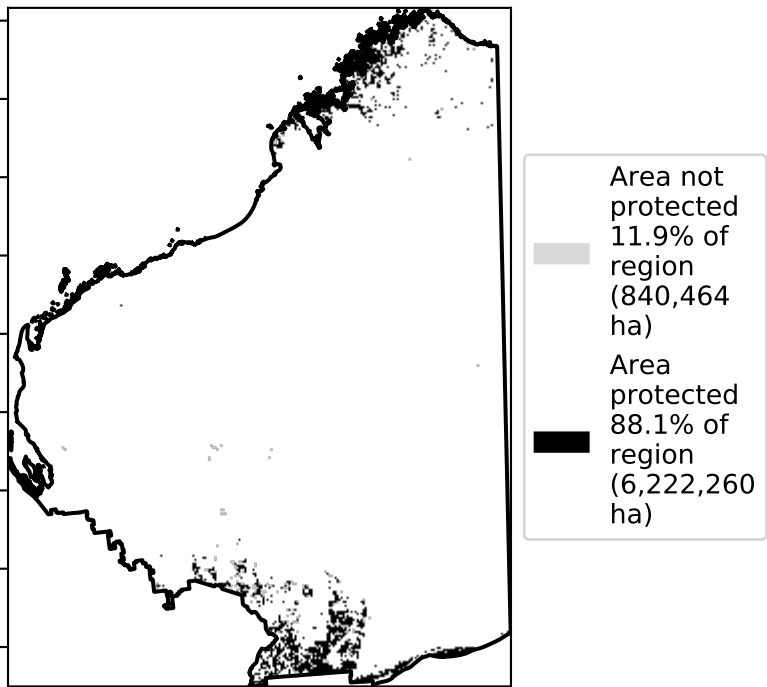 Area not
protected
11.9% of
region
(840,464
ha)
Area
protected
88.1% of
region
(6,222,260
ha)